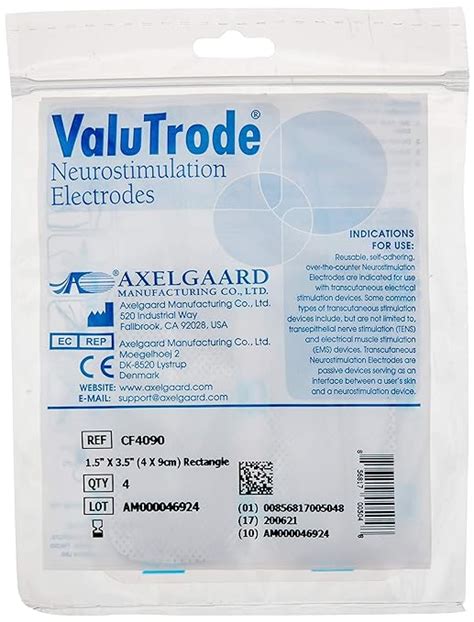 ValuTrode®
Neurostimulation
Electrodes
INDICATIONS
FOR USE:
Reusable, self-adhering,
over-the-counter Neurostimulation
Electrodes are indicated for use
with transcutaneous electrical
stimulation devices. Some common
types of transcutaneous stimulation
devices include, but are not limited to,
transepithelial nerve stimulation (TENS)
and electrical muscle stimulation
(EMS) devices. Transcutaneous
Neurostimulation Electrodes are
passive devices serving as an
interface between a user's skin
and a neurostimulation device.
AXELGAARD
MANUFACTURING CO., LTD.
Axelgaard Manufacturing Co., Ltd.
520 Industrial Way
Fallbrook, CA 92028, USA
EC REP
Axelgaard Manufacturing Co., Ltd.
Moegelhoej 2
DK-8520 Lystrup
Denmark
CE
WEBSITE: www.axelgaard.com
E-MAIL: support@axelgaard.com
REF CF4090
1.5" X 3.5" (4 X 9cm) Rectangle
QTY 4
LOT AM000046924
(01) 00856817005048
(17) 200621
(10) AM000046924
8 56817 00504 8